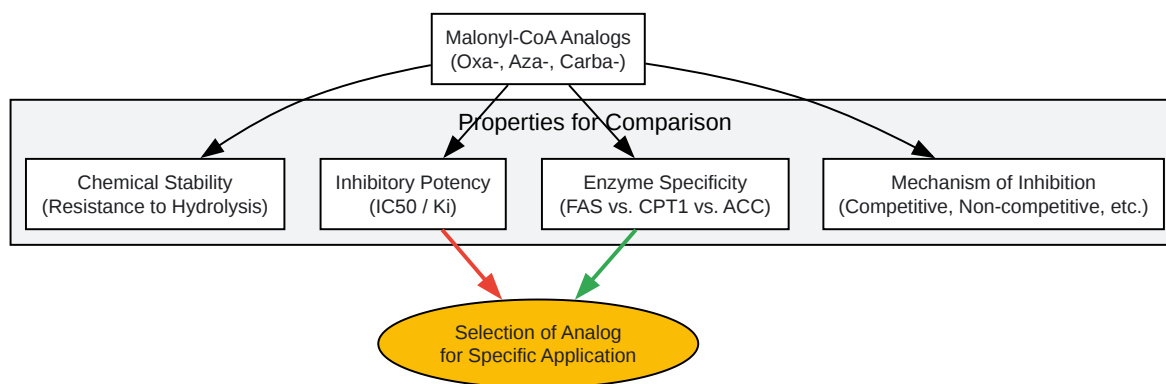 Malonyl-CoA Analogs
(Oxa-, Aza-, Carba-)
Properties for Comparison
Chemical Stability
(Resistance to Hydrolysis)
Inhibitory Potency
(IC50 / Ki)
Enzyme Specificity
(FAS vs. CPT1 vs. ACC)
Mechanism of Inhibition
(Competitive, Non-competitive, etc.)
Selection of Analog
for Specific Application